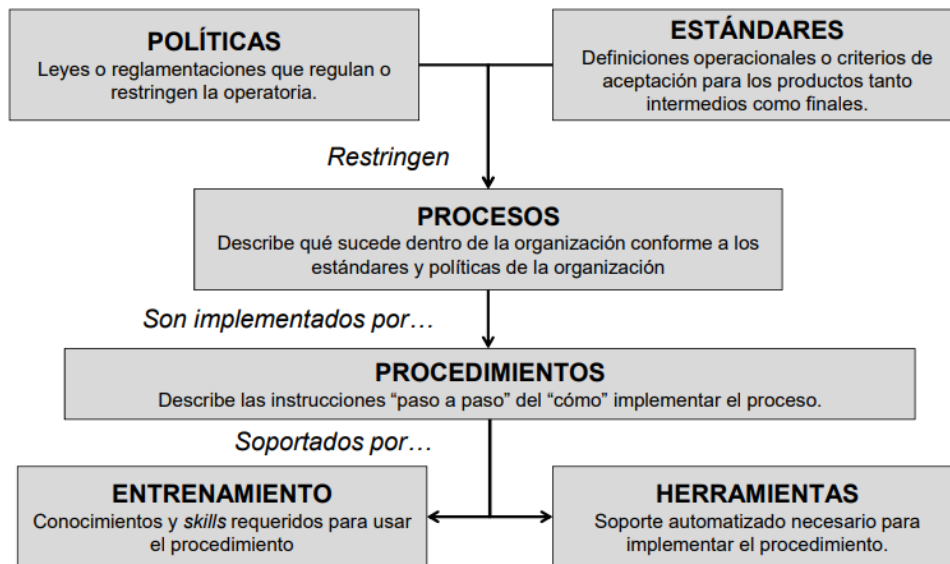 POLÍTICAS
Leyes o reglamentaciones que regulan o
restringen la operatoria.
ESTÁNDARES
Definiciones operacionales o criterios de
aceptación para los productos tanto
intermedios como finales.
Restringen
PROCESOS
Describe qué sucede dentro de la organización conforme a los
estándares y políticas de la organización
Son implementados por…
PROCEDIMIENTOS
Describe las instrucciones “paso a paso” del “cómo” implementar el proceso.
Soportados por…
ENTRENAMIENTO
Conocimientos y skills requeridos para usar
el procedimiento
HERRAMIENTAS
Soporte automatizado necesario para
implementar el procedimiento.